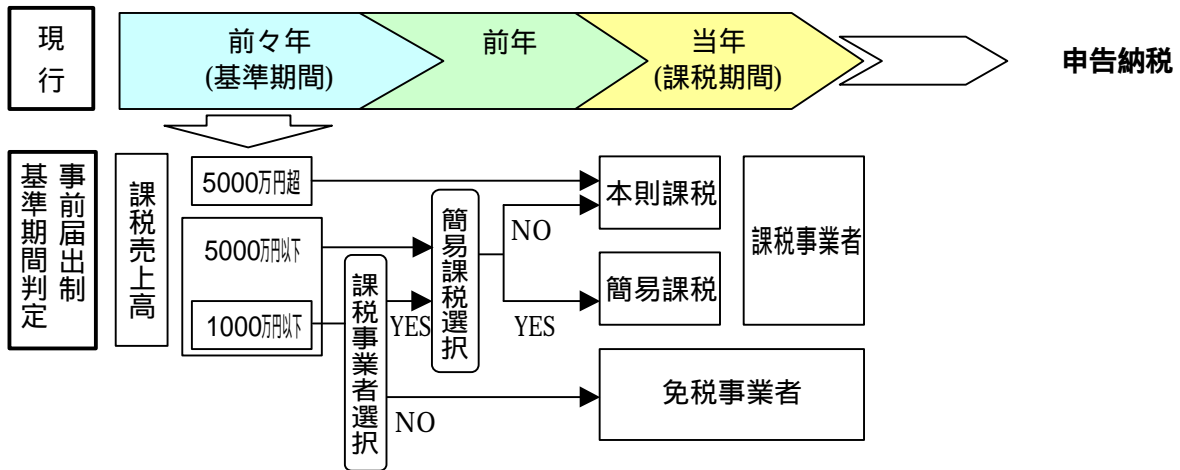 現行
前々年
(基準期間)
前年
当年
(課税期間)
申告納税
事前届出制
基準期間判定
課税売上高
5000万円超
5000万円以下
1000万円以下
課税事業者選択
YES
NO
簡易課税選択
NO
YES
本則課税
簡易課税
課税事業者
免税事業者